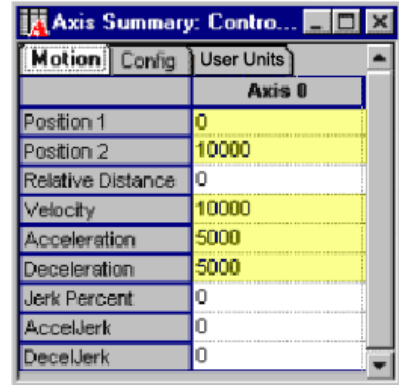 Axis Summary: Contro...
Motion Config User Units
Axis 0
Position 1 0
Position 2 10000
Relative Distance 0
Velocity 10000
Acceleration 5000
Deceleration 5000
Jerk Percent 0
AccelJerk 0
DecelJerk 0